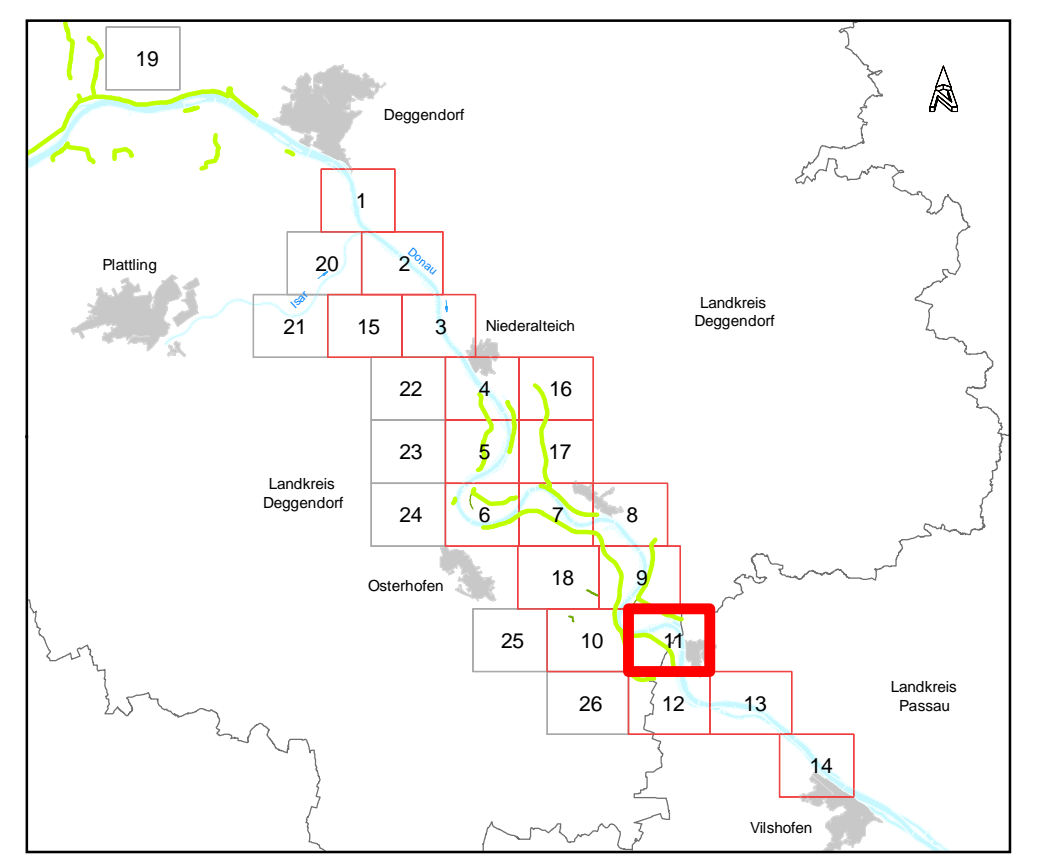 19
Deggendorf
1
Plattling
20
2
Donau
Isar
Landkreis
Deggendorf
21
15
3
Niederalteich
22
4
16
23
5
17
Landkreis
Deggendorf
24
6
7
8
Osterhofen
18
9
25
10
11
26
12
13
Landkreis
Passau
14
Vilshofen
N